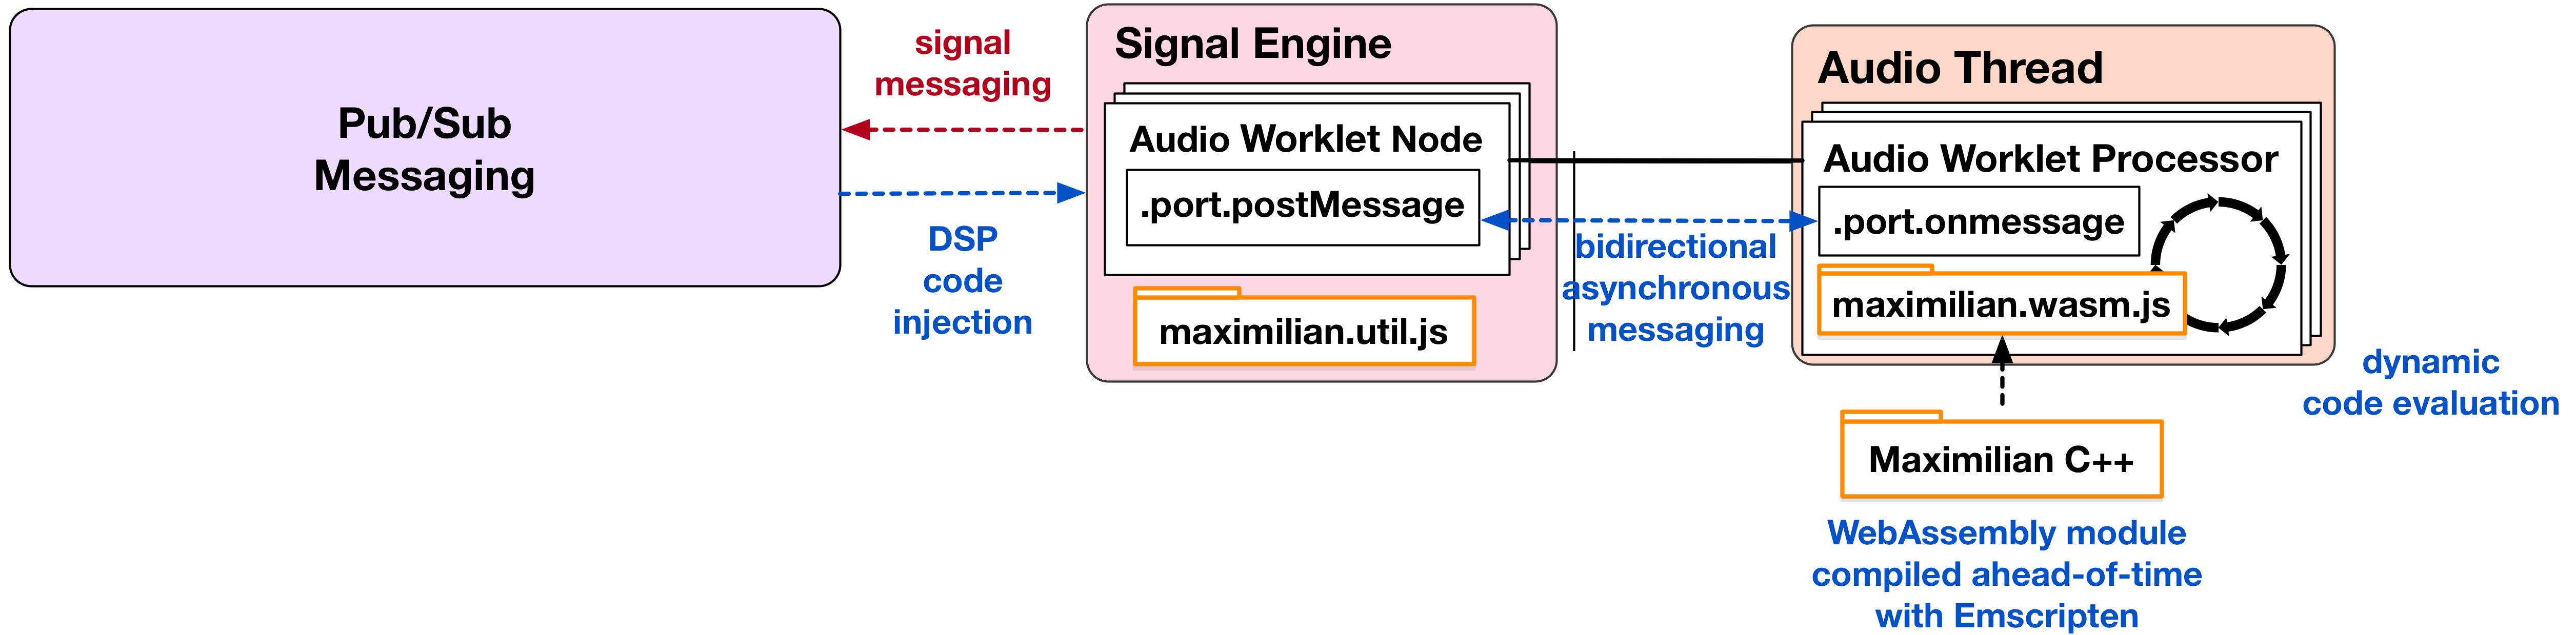 Pub/Sub
Messaging
signal
messaging
DSP
code
injection
Signal Engine
Audio Worklet Node
.port.postMessage
maximilian.util.js
bidirectional
asynchronous
messaging
Audio Thread
Audio Worklet Processor
.port.onmessage
maximilian.wasm.js
dynamic
code evaluation
Maximilian C++
WebAssembly module
compiled ahead-of-time
with Emscripten